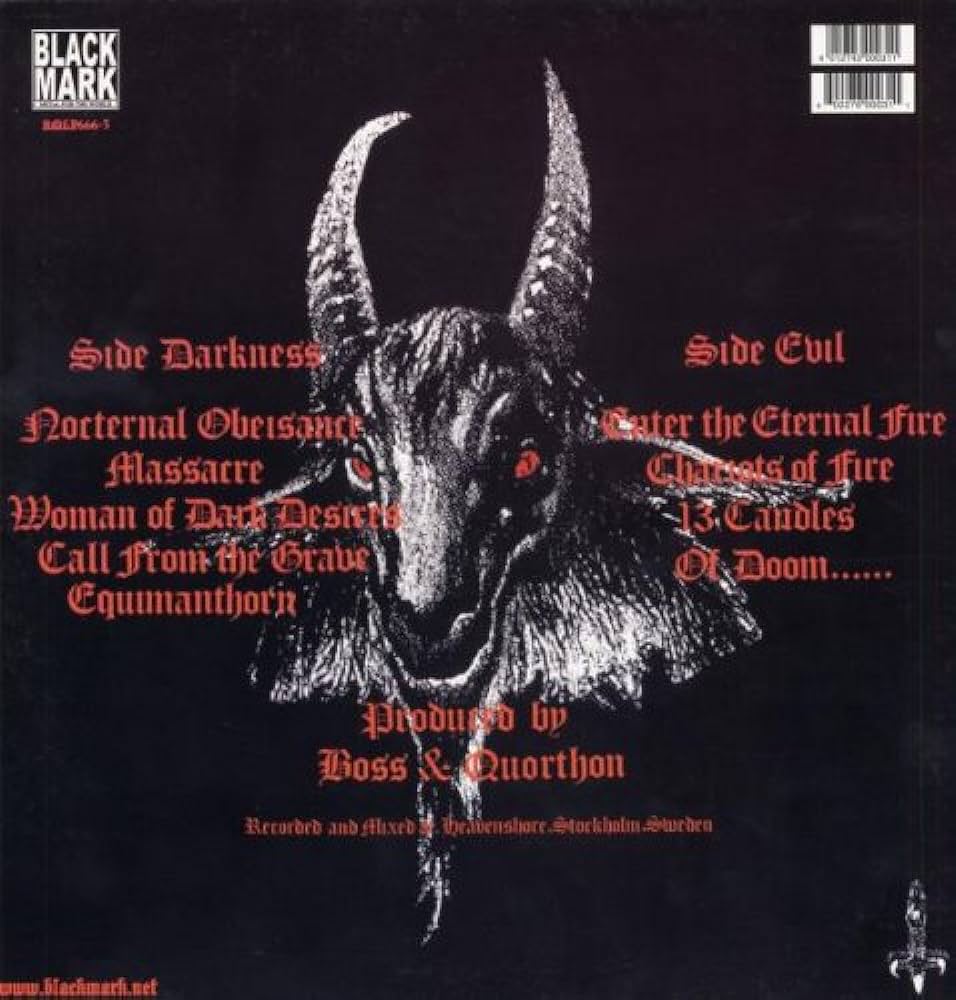 BLACK
MARK
Side Darkness
Nocternal Obeisance
Massacre
Woman of Dark Desires
Call From the Grave
Equimanthorn
Side Evil
Enter the Eternal Fire
Chariots of Fire
13 Candles
Of Doom......
Produced by
Boss & Quorthon
Recorded and Mixed Heavenshore.Stockholm.Sweden
www.blackmark.net